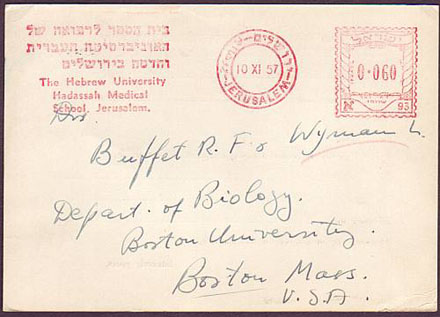 בית הספר לרפואה של
האוניברסיטה העברית
והדסה בירושלים
The Hebrew University
Hadassah Medical
School, Jerusalem.
ירושלים
10 XI 57
JERUSALEM
ישראל
0·060
א
93
Drs.
Buffet R. F. & Wyman L.
Depart. of Biology.
Boston University.
Boston Mass.
U.S.A.